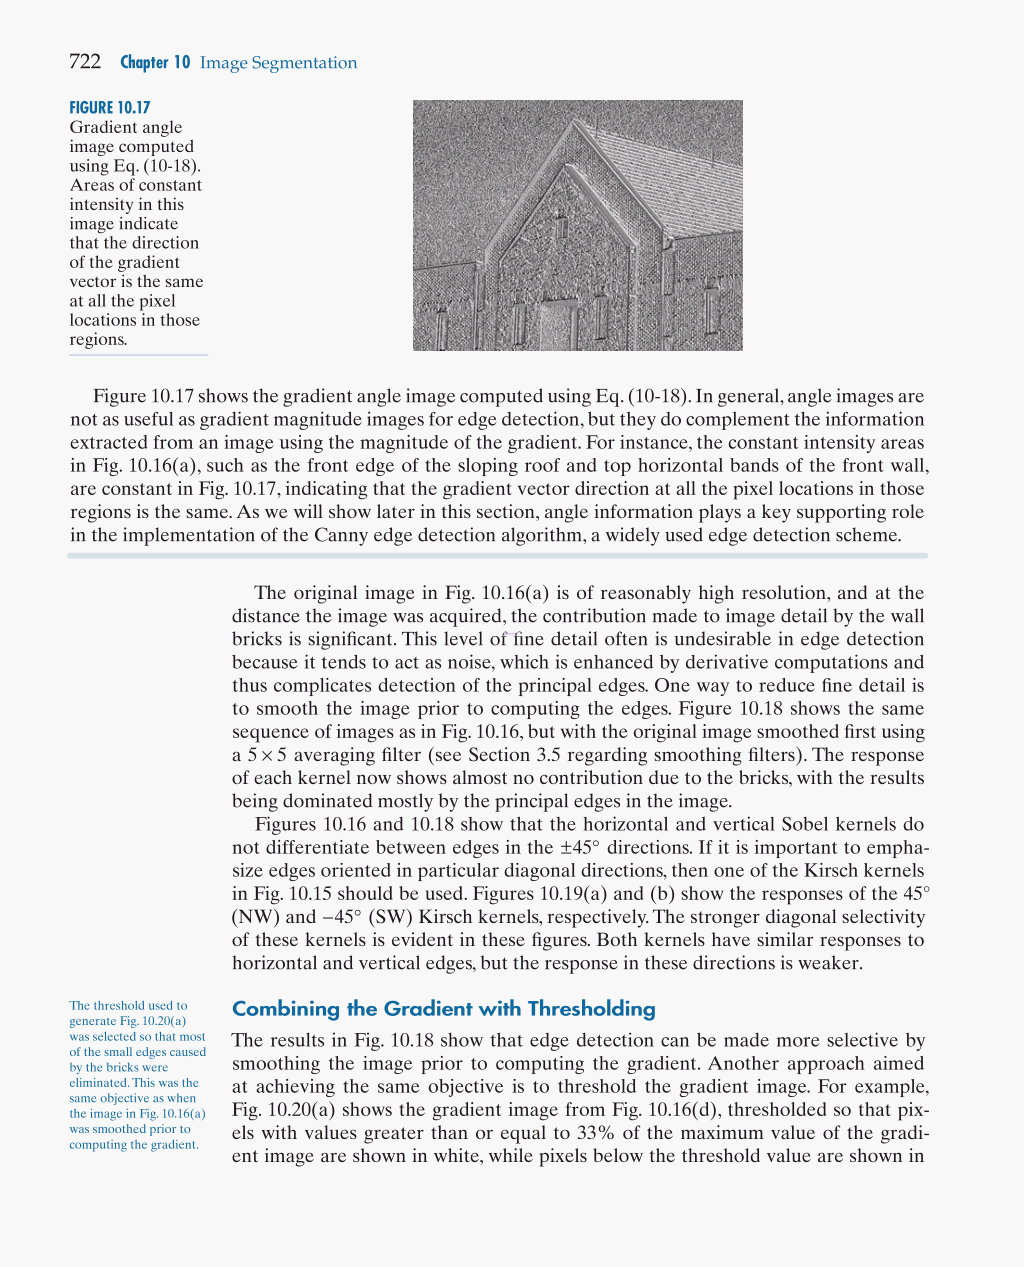 722 Chapter 10 Image Segmentation
FIGURE 10.17
Gradient angle
image computed
using Eq. (10-18).
Areas of constant
intensity in this
image indicate
that the direction
of the gradient
vector is the same
at all the pixel
locations in those
regions.
Figure 10.17 shows the gradient angle image computed using Eq. (10-18). In general, angle images are
not as useful as gradient magnitude images for edge detection, but they do complement the information
extracted from an image using the magnitude of the gradient. For instance, the constant intensity areas
in Fig. 10.16(a), such as the front edge of the sloping roof and top horizontal bands of the front wall,
are constant in Fig. 10.17, indicating that the gradient vector direction at all the pixel locations in those
regions is the same. As we will show later in this section, angle information plays a key supporting role
in the implementation of the Canny edge detection algorithm, a widely used edge detection scheme.
The original image in Fig. 10.16(a) is of reasonably high resolution, and at the
distance the image was acquired, the contribution made to image detail by the wall
bricks is significant. This level of fine detail often is undesirable in edge detection
because it tends to act as noise, which is enhanced by derivative computations and
thus complicates detection of the principal edges. One way to reduce fine detail is
to smooth the image prior to computing the edges. Figure 10.18 shows the same
sequence of images as in Fig. 10.16, but with the original image smoothed first using
a 5 × 5 averaging filter (see Section 3.5 regarding smoothing filters). The response
of each kernel now shows almost no contribution due to the bricks, with the results
being dominated mostly by the principal edges in the image.
Figures 10.16 and 10.18 show that the horizontal and vertical Sobel kernels do
not differentiate between edges in the ±45° directions. If it is important to empha-
size edges oriented in particular diagonal directions, then one of the Kirsch kernels
in Fig. 10.15 should be used. Figures 10.19(a) and (b) show the responses of the 45°
(NW) and −45° (SW) Kirsch kernels, respectively. The stronger diagonal selectivity
of these kernels is evident in these figures. Both kernels have similar responses to
horizontal and vertical edges, but the response in these directions is weaker.
The threshold used to
generate Fig. 10.20(a)
was selected so that most
of the small edges caused
by the bricks were
eliminated. This was the
same objective as when
the image in Fig. 10.16(a)
was smoothed prior to
computing the gradient.
Combining the Gradient with Thresholding
The results in Fig. 10.18 show that edge detection can be made more selective by
smoothing the image prior to computing the gradient. Another approach aimed
at achieving the same objective is to threshold the gradient image. For example,
Fig. 10.20(a) shows the gradient image from Fig. 10.16(d), thresholded so that pix-
els with values greater than or equal to 33% of the maximum value of the gradi-
ent image are shown in white, while pixels below the threshold value are shown in